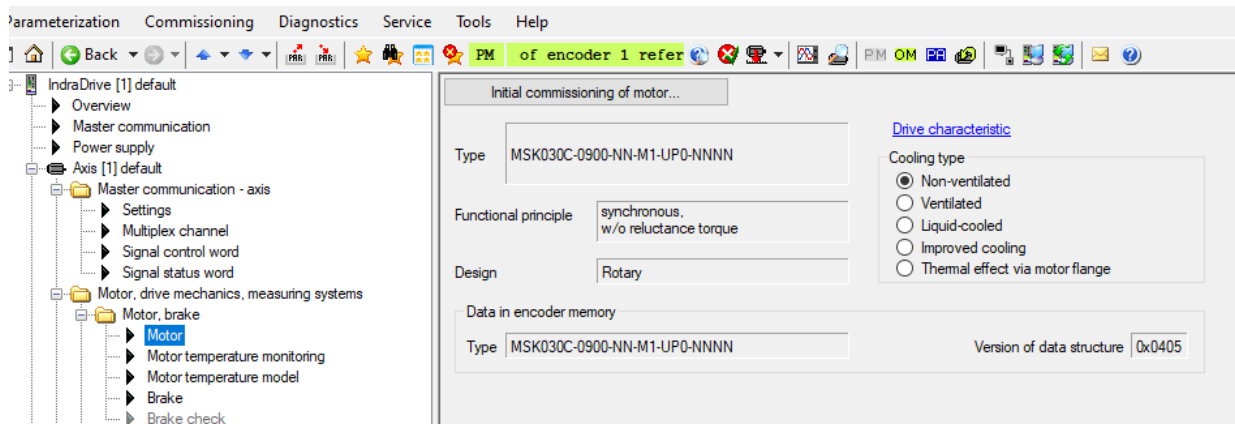 Parameterization Commissioning Diagnostics Service Tools Help
Back PM of encoder 1 refer PM OM PA
IndraDrive [1] default
Overview
Master communication
Power supply
Axis [1] default
Master communication - axis
Settings
Multiplex channel
Signal control word
Signal status word
Motor, drive mechanics, measuring systems
Motor, brake
Motor
Motor temperature monitoring
Motor temperature model
Brake
Brake check
Initial commissioning of motor...
Type MSK030C-0900-NN-M1-UP0-NNNN
Functional principle synchronous,
w/o reluctance torque
Design Rotary
Drive characteristic
Cooling type
Non-ventilated
Ventilated
Liquid-cooled
Improved cooling
Thermal effect via motor flange
Data in encoder memory
Type MSK030C-0900-NN-M1-UP0-NNNN Version of data structure 0x0405